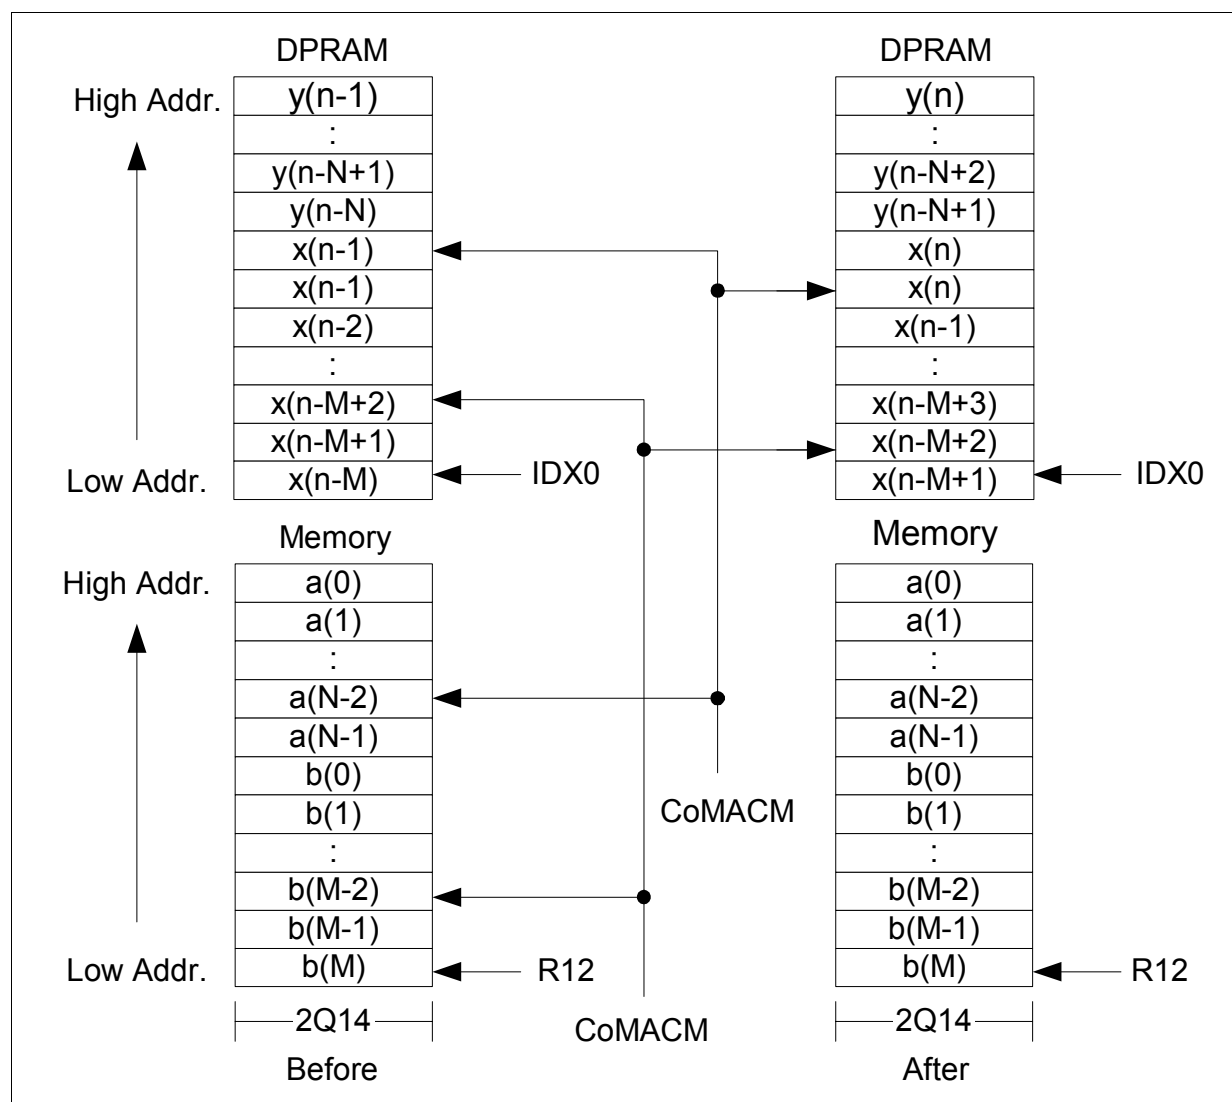 DPRAM DPRAM
High Addr. y(n-1) y(n)
: :
y(n-N+1) y(n-N+2)
y(n-N) y(n-N+1)
x(n-1) x(n)
x(n-1) x(n)
x(n-2) x(n-1)
: :
x(n-M+2) x(n-M+3)
x(n-M+1) x(n-M+2)
Low Addr. x(n-M) IDX0 x(n-M+1) IDX0
Memory Memory
High Addr. a(0) a(0)
a(1) a(1)
: :
a(N-2) a(N-2)
a(N-1) a(N-1)
b(0) b(0)
b(1) CoMACM b(1)
: :
b(M-2) b(M-2)
b(M-1) b(M-1)
Low Addr. b(M) R12 b(M) R12
2Q14 CoMACM 2Q14
Before After